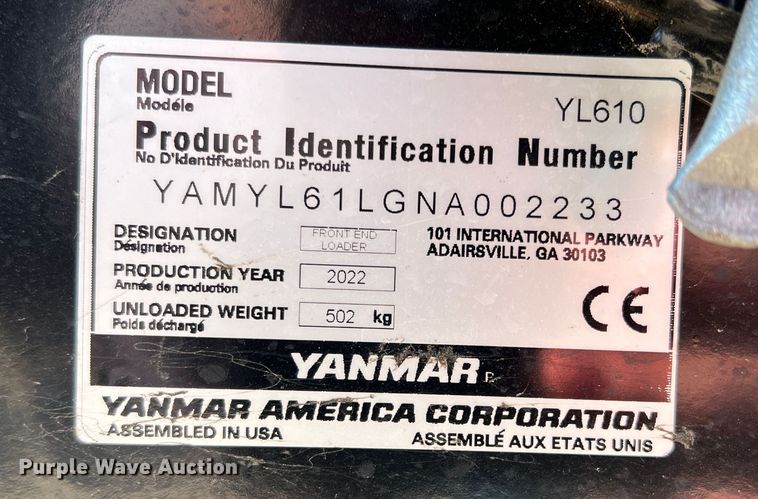 MODEL
Modéle
YL610
Product Identification Number
No D'Identification Du Produit
YAMYL61LGNA002233
DESIGNATION
Désignation
FRONT END
LOADER
101 INTERNATIONAL PARKWAY
ADAIRSVILLE, GA 30103
PRODUCTION YEAR
Année de production
2022
UNLOADED WEIGHT
Poids déchargé
502 kg
CE
YANMAR
YANMAR AMERICA CORPORATION
ASSEMBLED IN USA
ASSEMBLÉ AUX ETATS UNIS
Purple Wave Auction